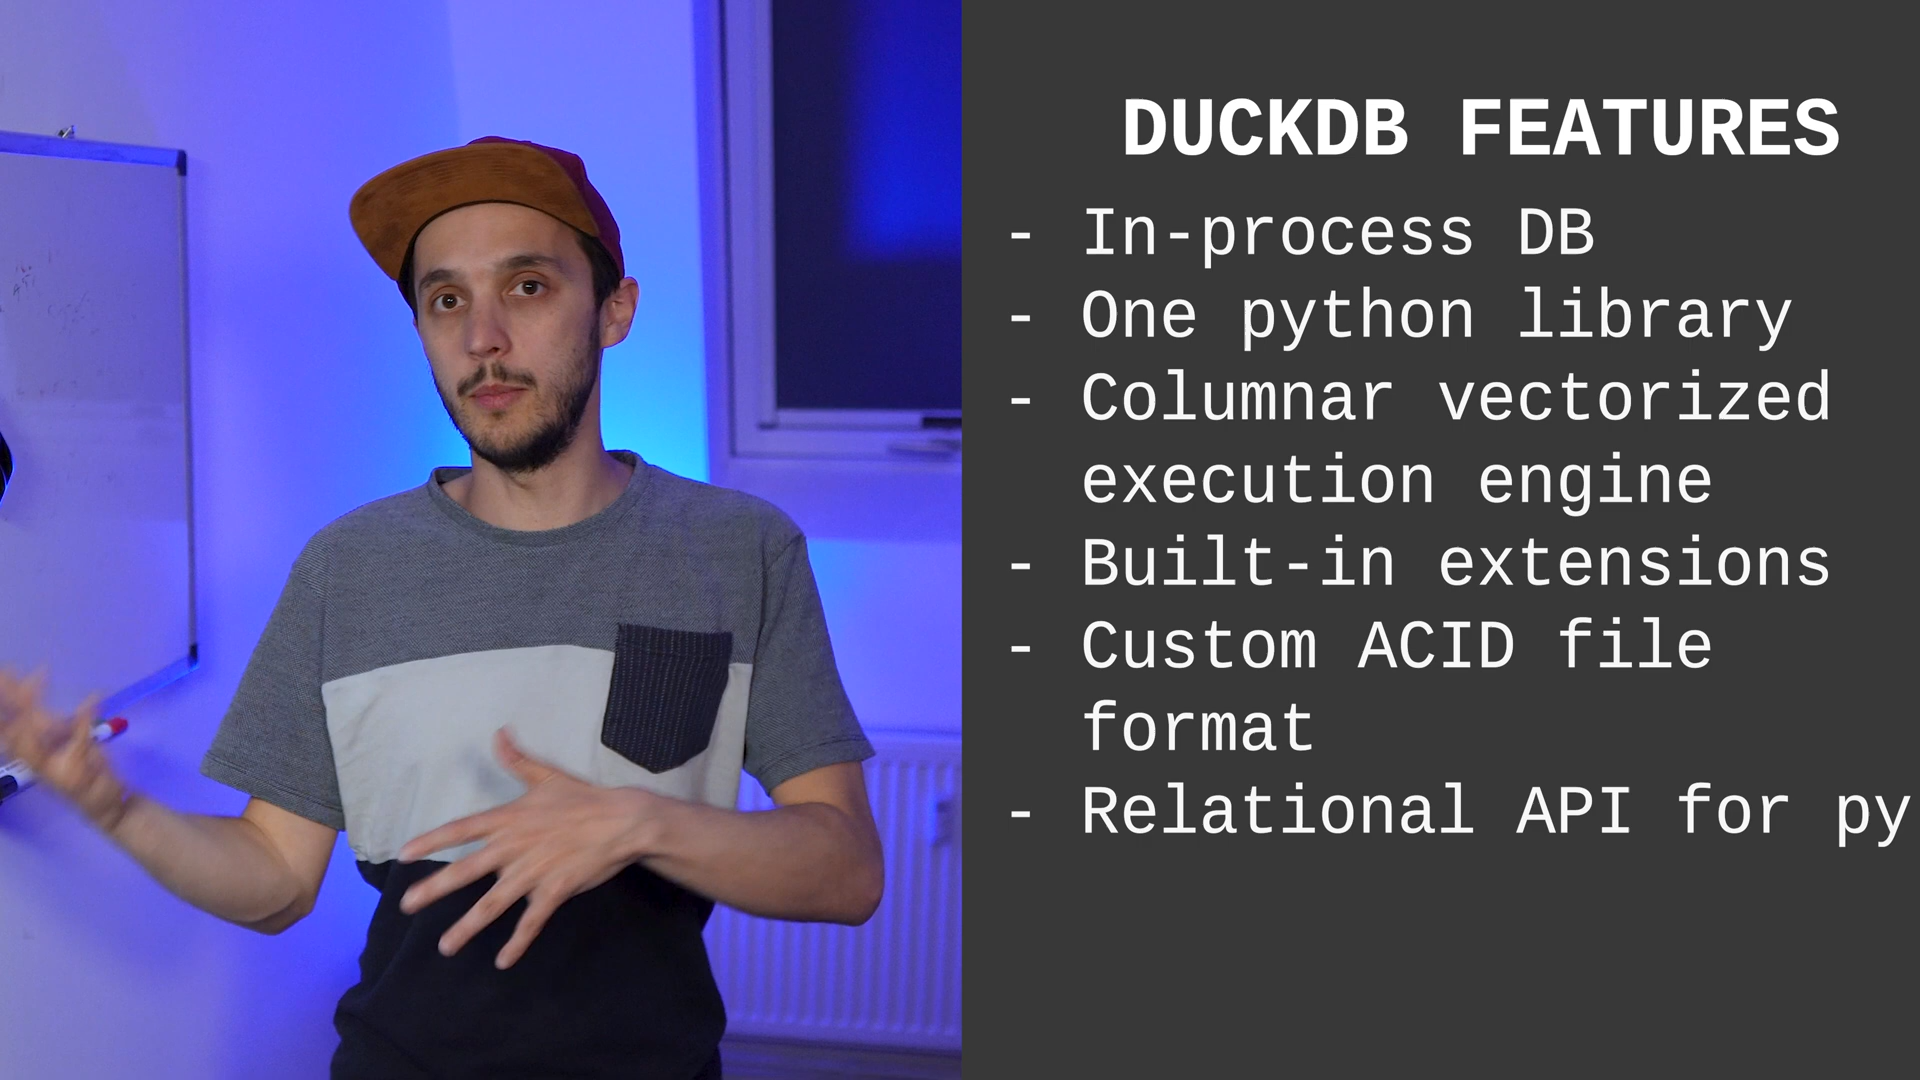 DUCKDB FEATURES
- In-process DB
- One python library
- Columnar vectorized
execution engine
- Built-in extensions
- Custom ACID file
format
- Relational API for py